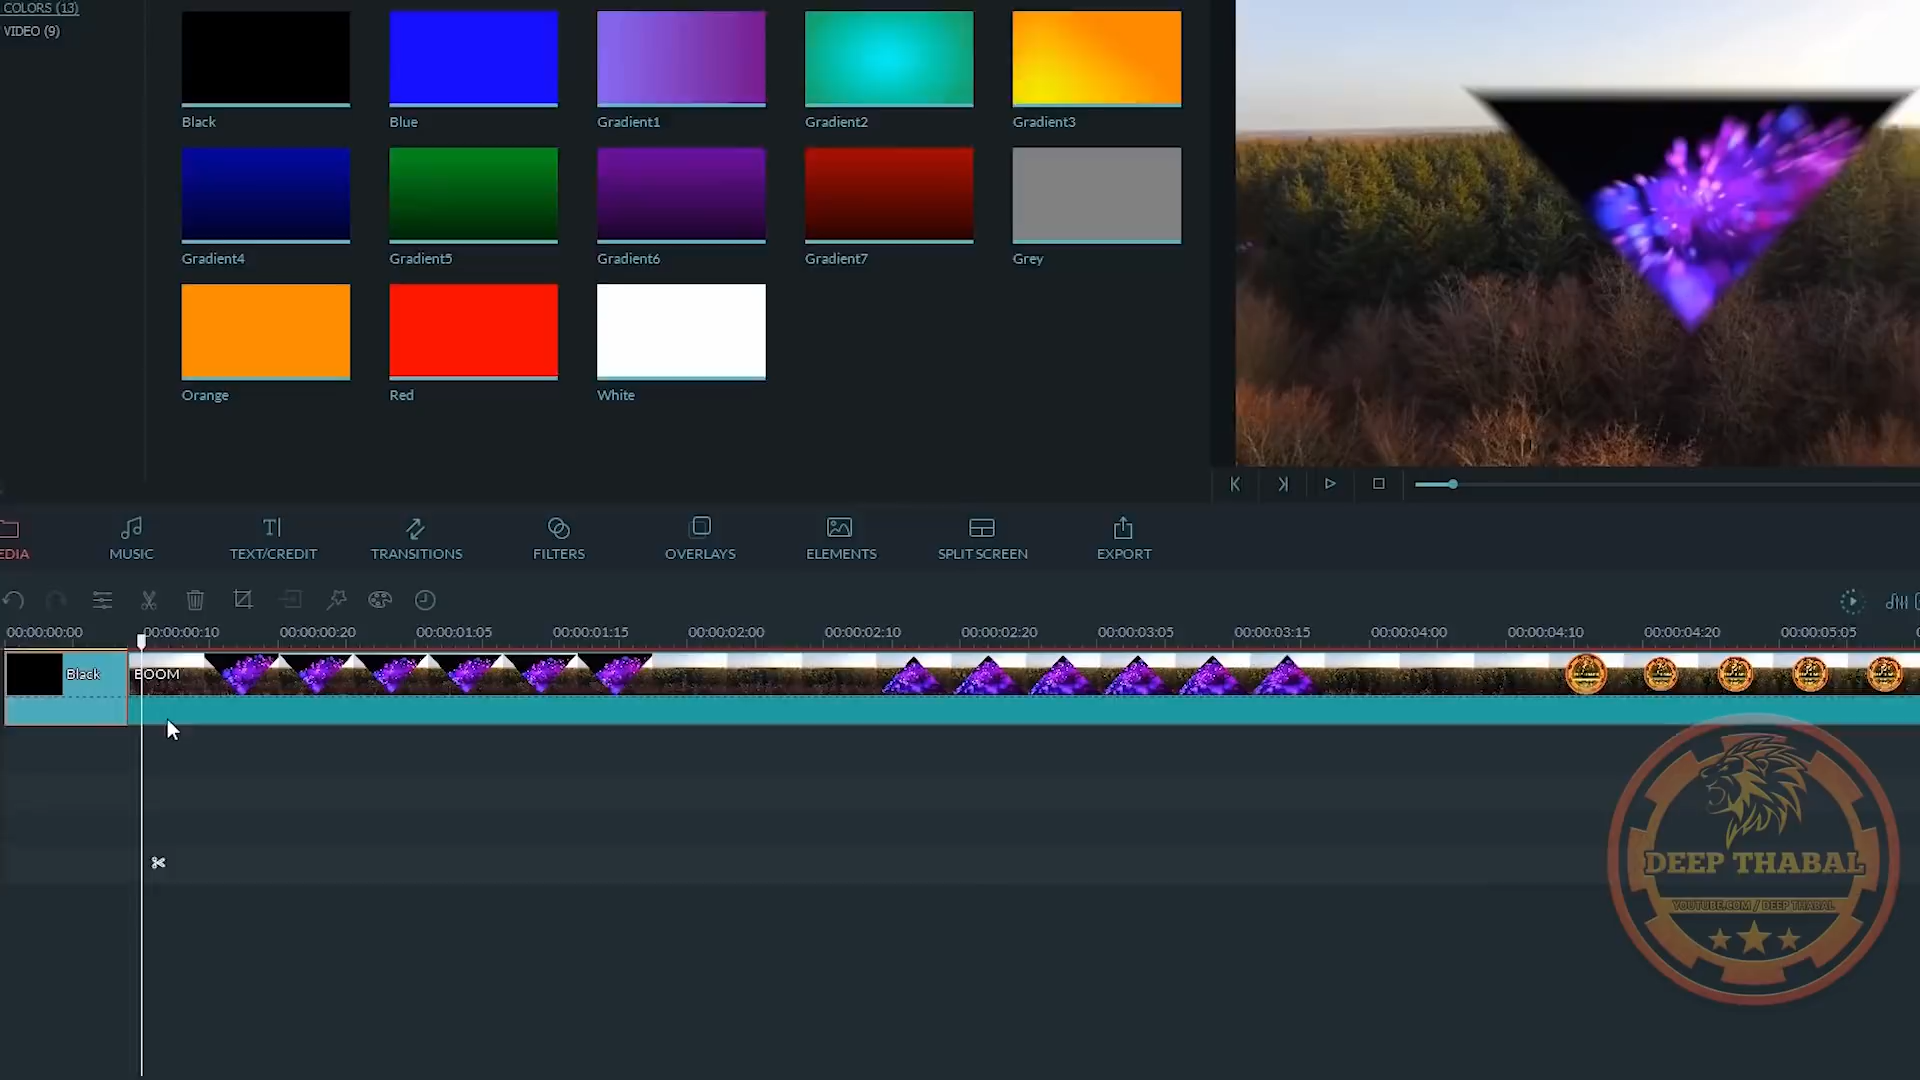 COLORS (13)
VIDEO (9)
Black
Blue
Gradient1
Gradient2
Gradient3
Gradient4
Gradient5
Gradient6
Gradient7
Grey
Orange
Red
White
EDIA
MUSIC
TEXT/CREDIT
TRANSITIONS
FILTERS
OVERLAYS
ELEMENTS
SPLIT SCREEN
EXPORT
00:00:00:00
00:00:00:10
00:00:00:20
00:00:01:05
00:00:01:15
00:00:02:00
00:00:02:10
00:00:02:20
00:00:03:05
00:00:03:15
00:00:04:00
00:00:04:10
00:00:04:20
00:00:05:05
Black
BOOM
DEEP THABAL
YOUTUBE.COM / DEEP THABAL